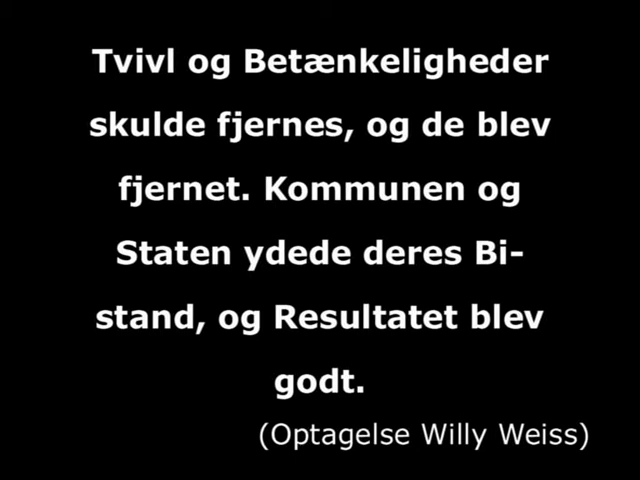 Tvivl og Betænkeligheder
skulde fjernes, og de blev
fjernet. Kommunen og
Staten ydede deres Bi-
stand, og Resultatet blev
godt.
(Optagelse Willy Weiss)